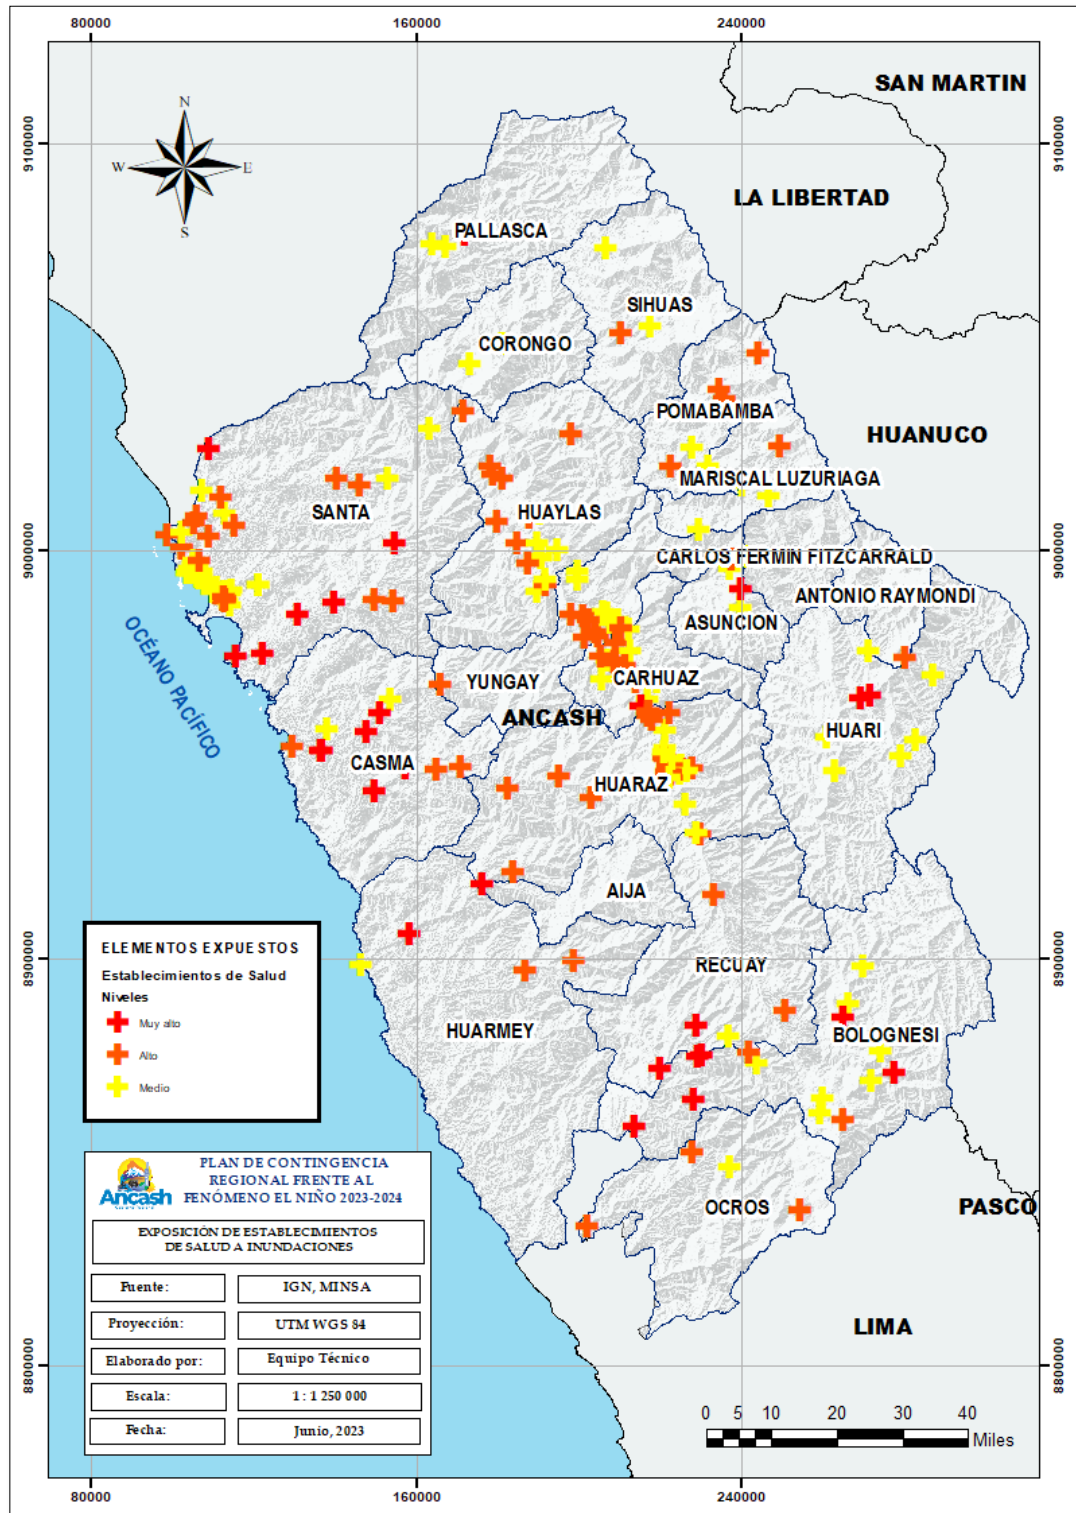 80000
160000
240000
SAN MARTIN
N
9100000
9100000
W
E
LA LIBERTAD
S
PALLASCA
SIHUAS
CORONGO
POMABAMBA
HUANUCO
MARISCAL LUZURIAGA
SANTA
HUAYLAS
9000000
9000000
CARLOS FERMIN FITZCARRALD
ANTONIO RAYMONDI
ASUNCION
OCÉANO PACÍFICO
YUNGAY
CARHUAZ
ANCASH
HUARI
CASMA
HUARAZ
AIJA
ELEMENTOS EXPUESTOS
Establecimientos de Salud
Niveles
Muy alto
Alto
Medio
8900000
8900000
RECUAY
HUARMEY
BOLOGNESI
Ancash
PLAN DE CONTINGENCIA
REGIONAL FRENTE AL
FENÓMENO EL NIÑO 2023-2024
EXPOSICIÓN DE ESTABLECIMIENTOS
DE SALUD A INUNDACIONES
Fuente: IGN, MINSA
Proyección: UTM WGS 84
Elaborado por: Equipo Técnico
Escala: 1 : 1 250 000
Fecha: Junio, 2023
OCROS
PASCO
LIMA
8800000
8800000
0 5 10 20 30 40
Miles
80000
160000
240000